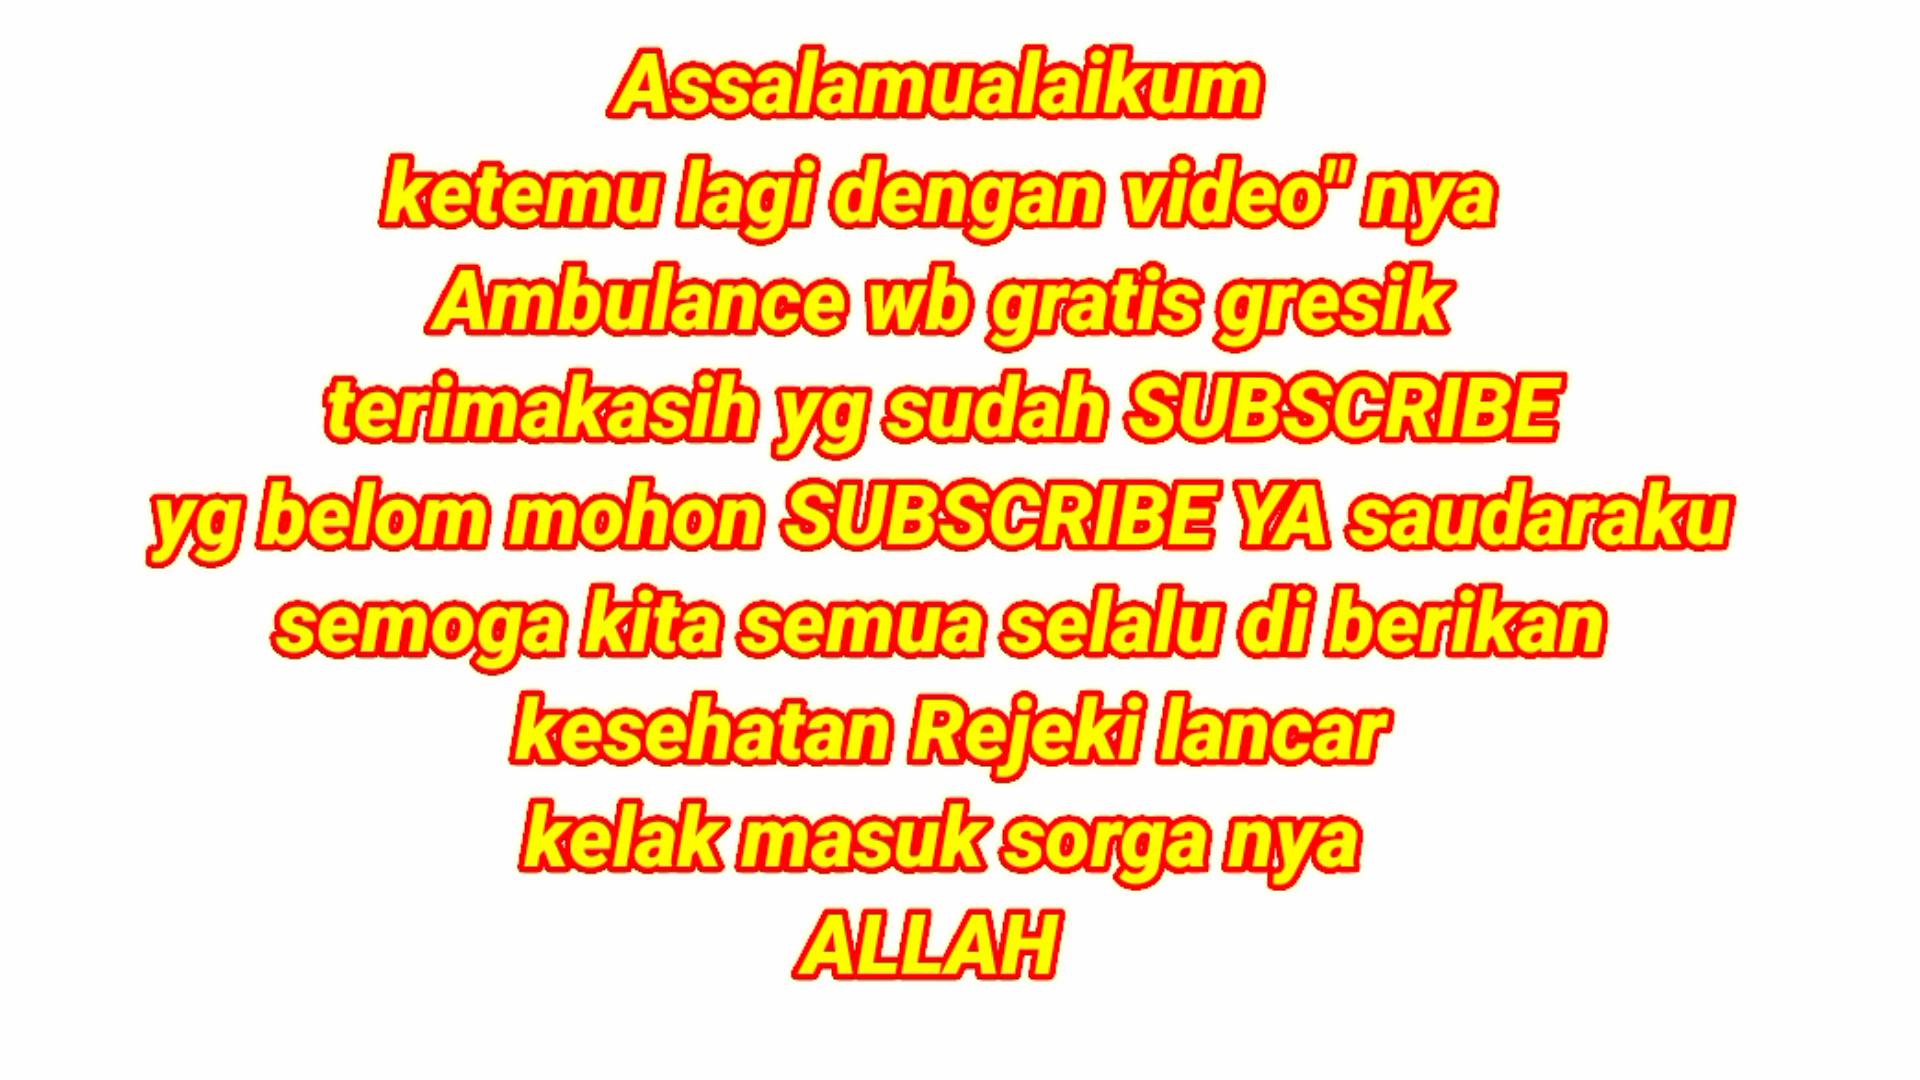 Assalamualaikum
ketemu lagi dengan video" nya
Ambulance wb gratis gresik
terimakasih yg sudah SUBSCRIBE
yg belom mohon SUBSCRIBE YA saudaraku
semoga kita semua selalu di berikan
kesehatan Rejeki lancar
kelak masuk sorga nya
ALLAH